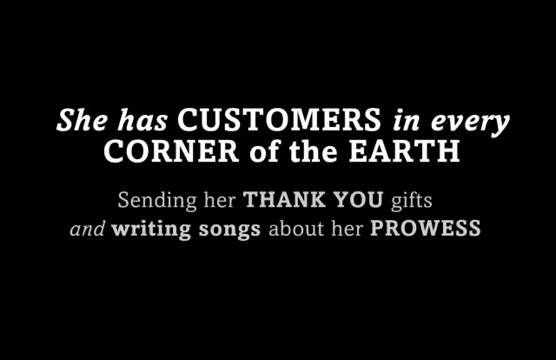 She has CUSTOMERS in every
CORNER of the EARTH
Sending her THANK YOU gifts
and writing songs about her PROWESS